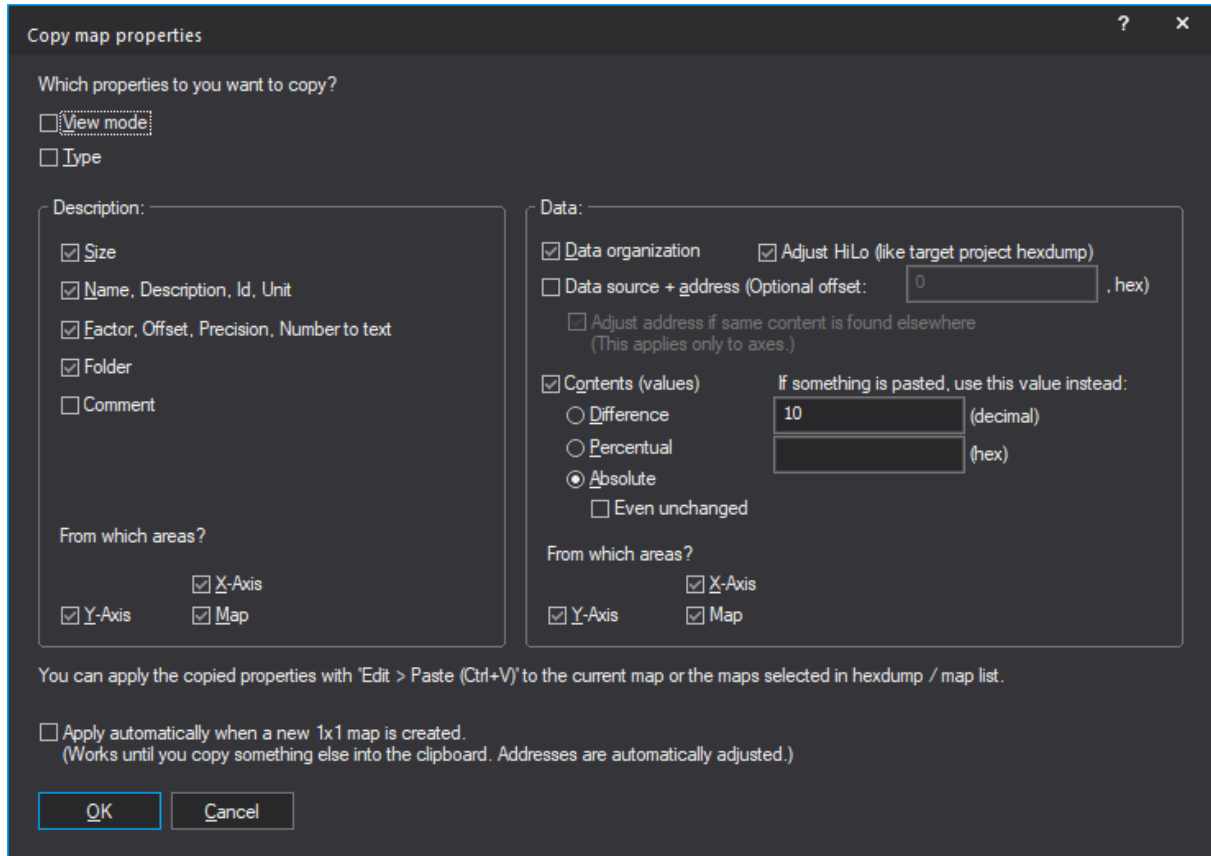 Copy map properties
?
×
Which properties to you want to copy?
View mode
Type
Description:
Size
Name, Description, Id, Unit
Factor, Offset, Precision, Number to text
Folder
Comment
From which areas?
X-Axis
Y-Axis Map
Data:
Data organization Adjust HiLo (like target project hexdump)
Data source + address (Optional offset: 0 , hex)
Adjust address if same content is found elsewhere
(This applies only to axes.)
Contents (values) If something is pasted, use this value instead:
Difference 10 (decimal)
Percentual (hex)
Absolute
Even unchanged
From which areas?
X-Axis
Y-Axis Map
You can apply the copied properties with 'Edit > Paste (Ctrl+V)' to the current map or the maps selected in hexdump / map list.
Apply automatically when a new 1x1 map is created.
(Works until you copy something else into the clipboard. Addresses are automatically adjusted.)
OK Cancel